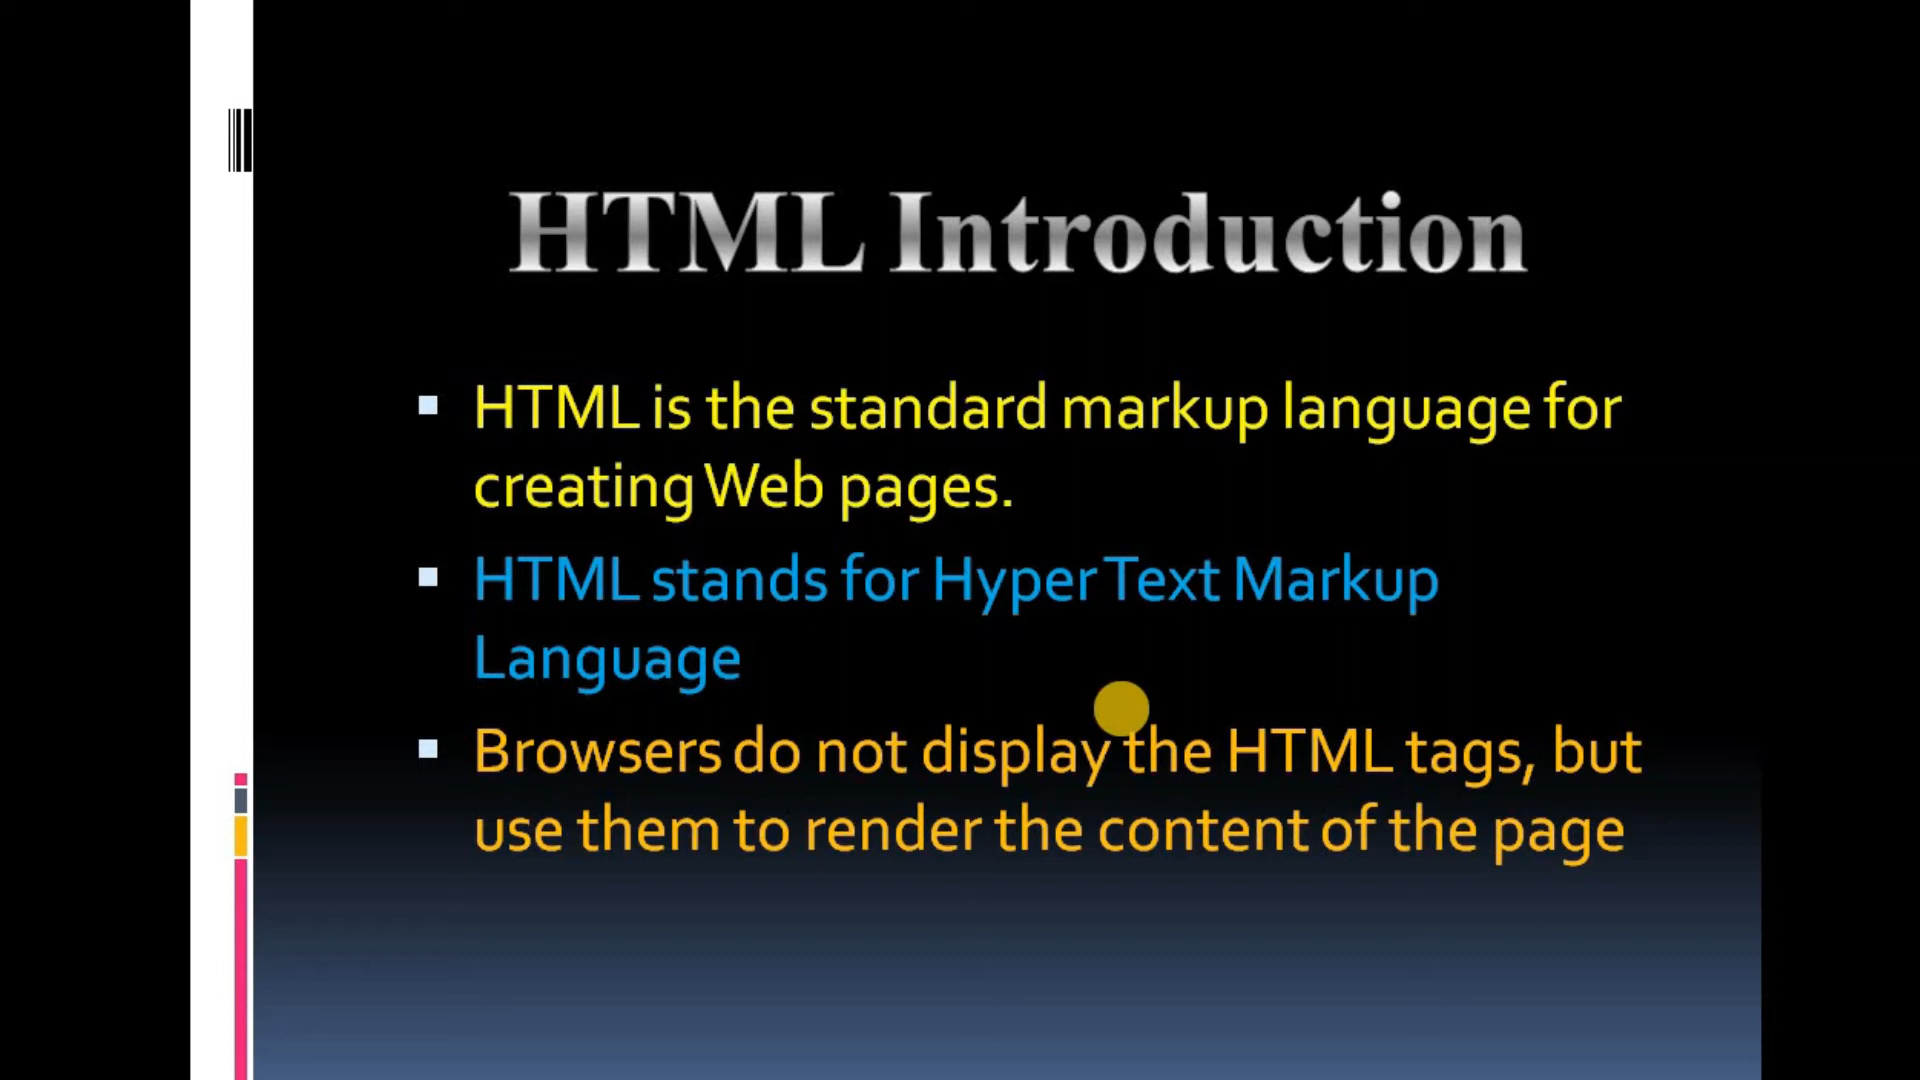 HTML Introduction
HTML is the standard markup language for
creating Web pages.
HTML stands for Hyper Text Markup
Language
Browsers do not display the HTML tags, but
use them to render the content of the page